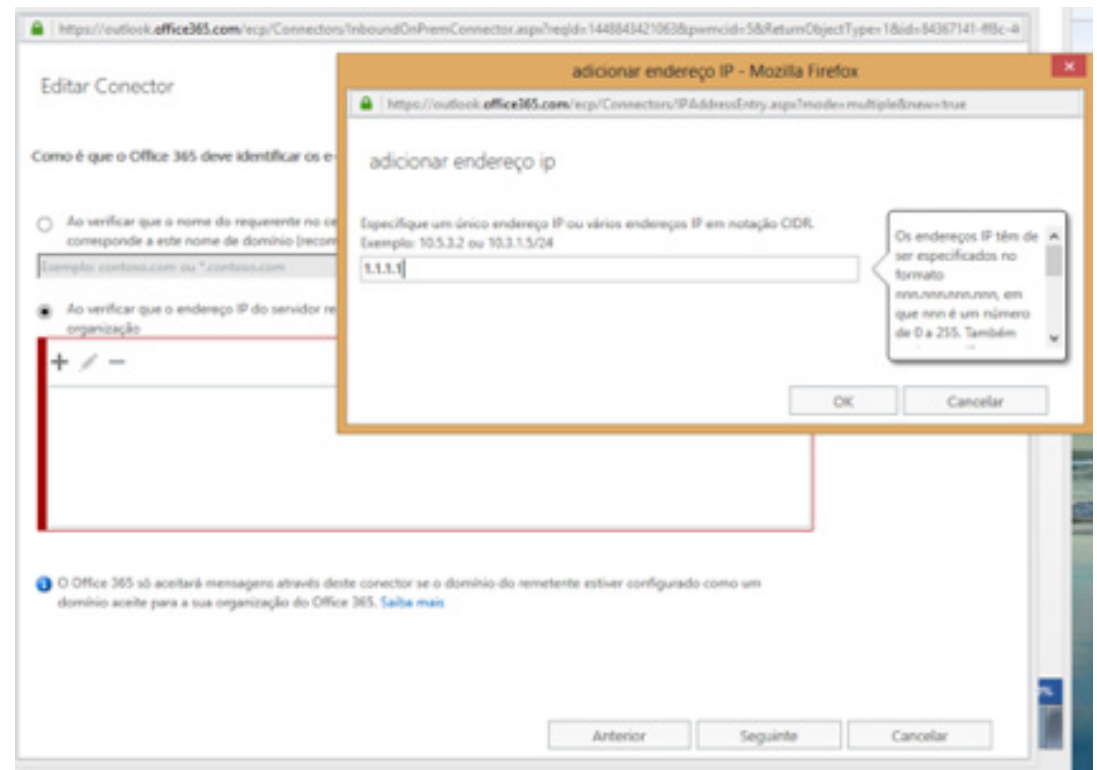 https://outlook.office365.com/ecp/Connectors/InboundOnPremConnector.aspx?reqId=1448843421063&pwmcid=5&ReturnObjectType=1&id=84367141-ff8c-4
Editar Conector
Como é que o Office 365 deve identificar os e
Ao verificar que o nome do requerente no ce
corresponde a este nome de domínio (recom
Exemplo: contoso.com ou *.contoso.com
Ao verificar que o endereço IP do servidor re
organização
adicionar endereço IP - Mozilla Firefox
https://outlook.office365.com/ecp/Connectors/IPAddressEntry.aspx?mode=multiple&new=true
adicionar endereço ip
Especifique um único endereço IP ou vários endereços IP em notação CIDR.
Exemplo: 10.5.3.2 ou 10.3.1.5/24
1.1.1.1
Os endereços IP têm de
ser especificados no
formato
nnn.nnn.nnn.nnn, em
que nnn é um número
de 0 a 255. Também
OK
Cancelar
O Office 365 só aceitará mensagens através deste conector se o domínio do remetente estiver configurado como um
domínio aceite para a sua organização do Office 365. Saiba mais
Anterior
Seguinte
Cancelar